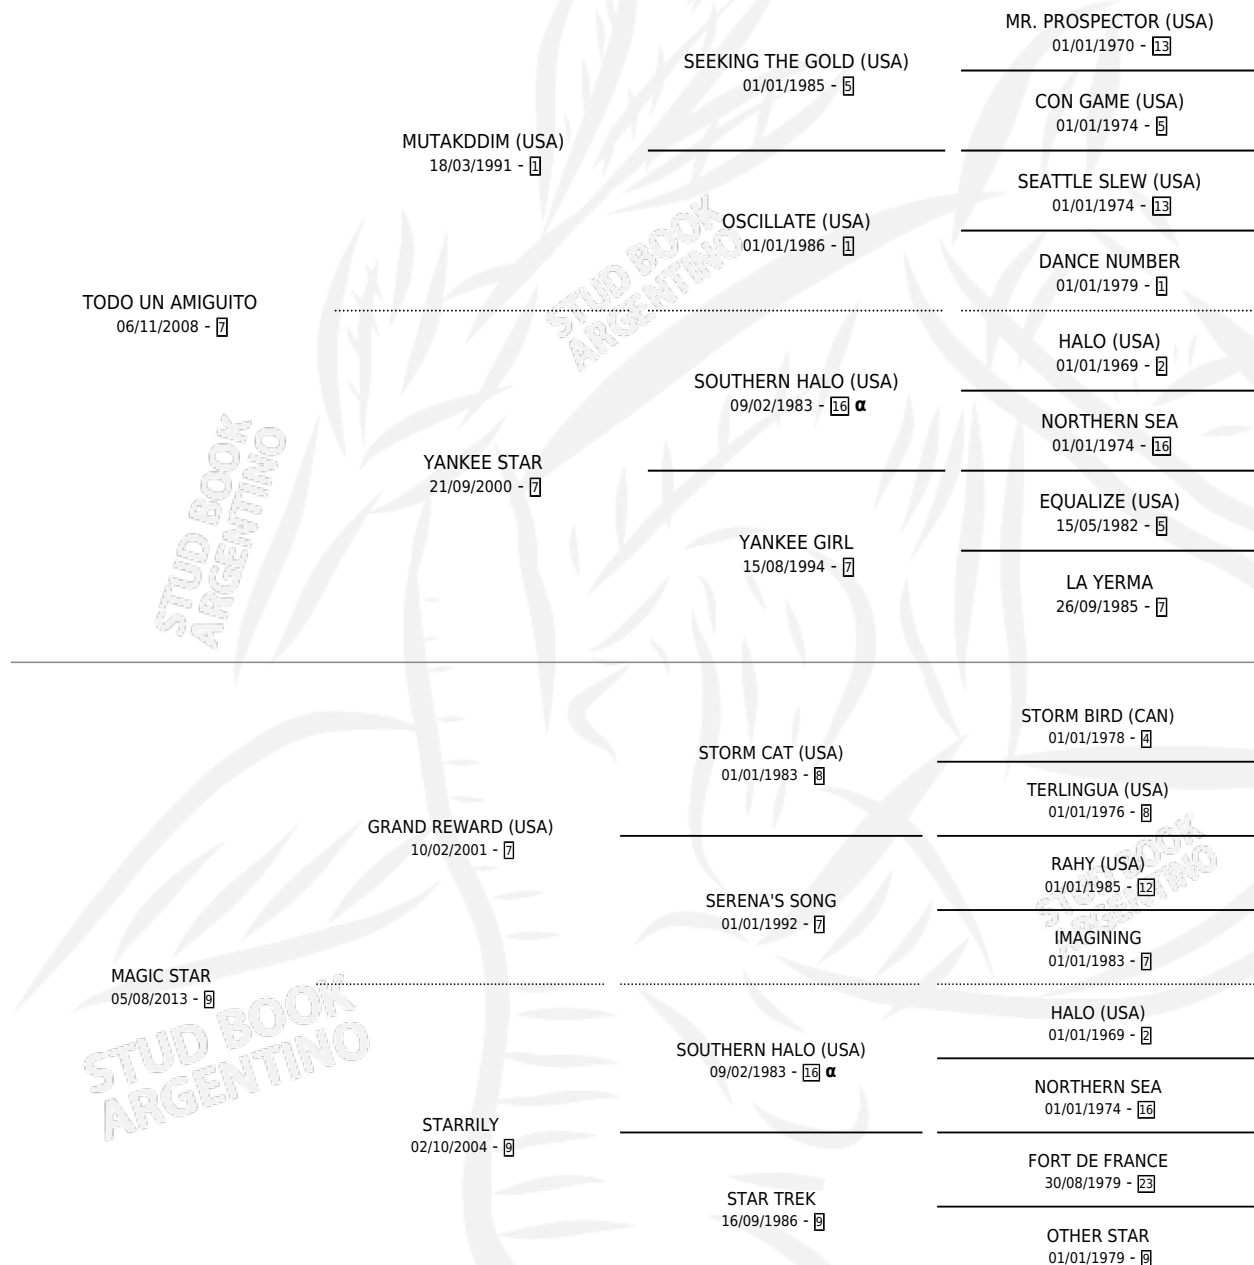 MR. PROSPECTOR (USA)
01/01/1970 - 13
SEEKING THE GOLD (USA)
01/01/1985 - 5
CON GAME (USA)
01/01/1974 - 5
MUTAKDDIM (USA)
18/03/1991 - 1
SEATTLE SLEW (USA)
01/01/1974 - 13
OSCILLATE (USA)
01/01/1986 - 1
DANCE NUMBER
01/01/1979 - 1
TODO UN AMIGUITO
06/11/2008 - 7
HALO (USA)
01/01/1969 - 2
SOUTHERN HALO (USA)
09/02/1983 - 16 α
NORTHERN SEA
01/01/1974 - 16
YANKEE STAR
21/09/2000 - 7
EQUALIZE (USA)
15/05/1982 - 5
YANKEE GIRL
15/08/1994 - 7
LA YERMA
26/09/1985 - 7
STORM BIRD (CAN)
01/01/1978 - 4
STORM CAT (USA)
01/01/1983 - 8
TERLINGUA (USA)
01/01/1976 - 8
GRAND REWARD (USA)
10/02/2001 - 7
RAHY (USA)
01/01/1985 - 12
SERENA'S SONG
01/01/1992 - 7
IMAGINING
01/01/1983 - 7
MAGIC STAR
05/08/2013 - 9
HALO (USA)
01/01/1969 - 2
SOUTHERN HALO (USA)
09/02/1983 - 16 α
NORTHERN SEA
01/01/1974 - 16
STARRILY
02/10/2004 - 9
FORT DE FRANCE
30/08/1979 - 23
STAR TREK
16/09/1986 - 9
OTHER STAR
01/01/1979 - 9
STUD BOOK
ARGENTINO
STUD BOOK
ARGENTINO
STUD BOOK
ARGENTINO
STUD BOOK
ARGENTINO